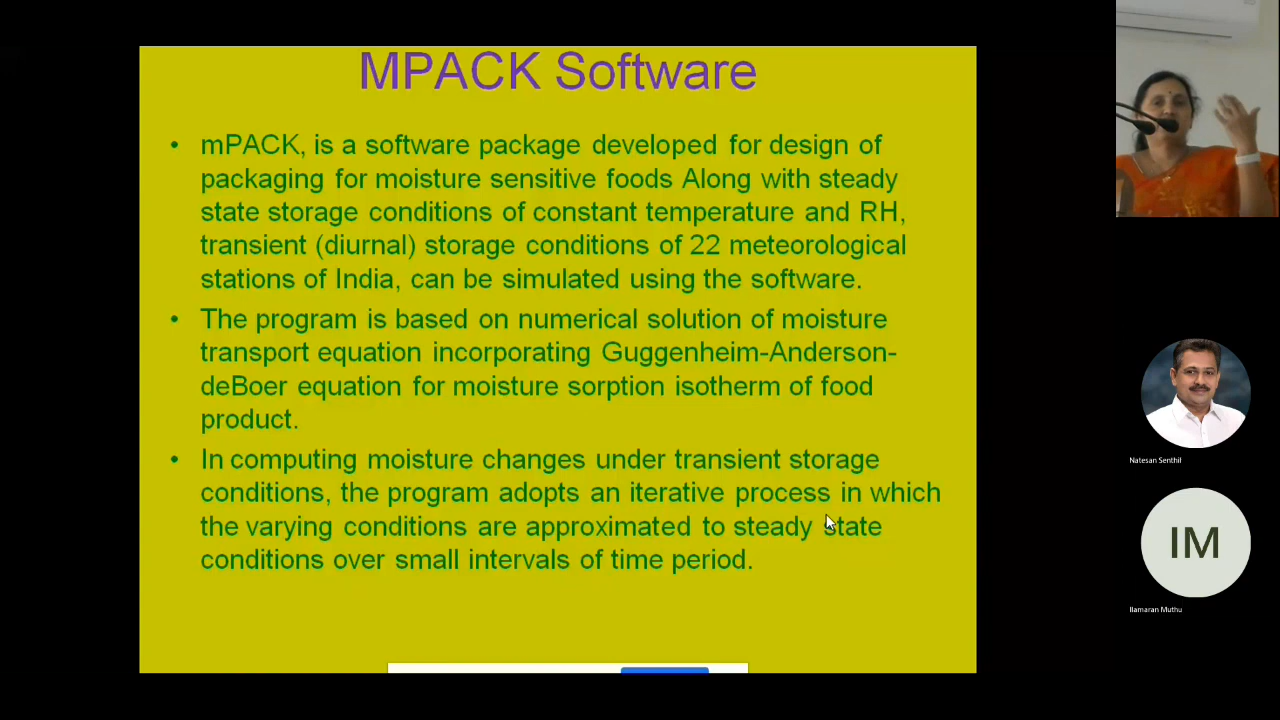 MPACK Software
• mPACK, is a software package developed for design of
packaging for moisture sensitive foods Along with steady
state storage conditions of constant temperature and RH,
transient (diurnal) storage conditions of 22 meteorological
stations of India, can be simulated using the software.
• The program is based on numerical solution of moisture
transport equation incorporating Guggenheim-Anderson-
deBoer equation for moisture sorption isotherm of food
product.
• In computing moisture changes under transient storage
conditions, the program adopts an iterative process in which
the varying conditions are approximated to steady state
conditions over small intervals of time period.
Natesan Senthil
IM
Ilamaran Muthu